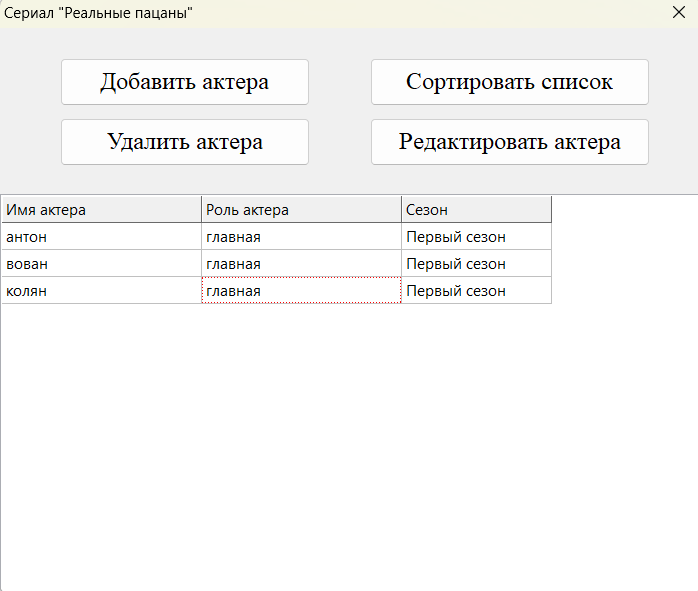 Сериал "Реальные пацаны"
Добавить актера Сортировать список
Удалить актера Редактировать актера
Имя актера Роль актера Сезон
антон главная Первый сезон
вован главная Первый сезон
колян главная Первый сезон